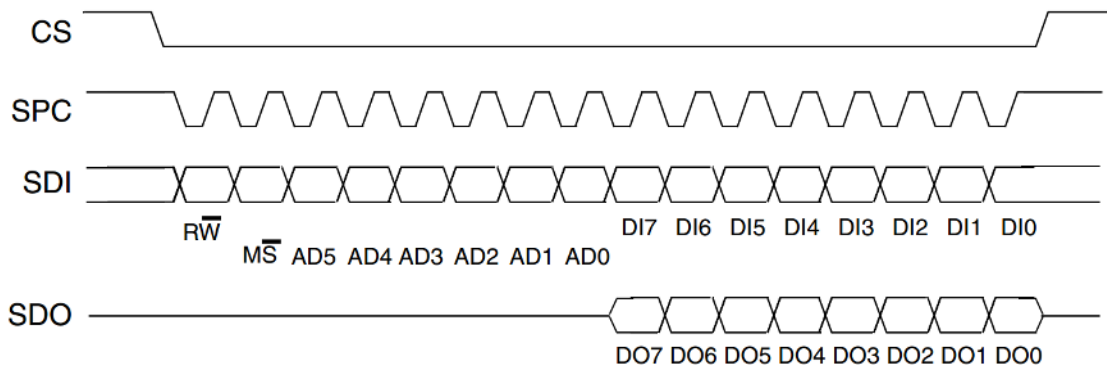 CS
SPC
SDI
DI7 DI6 DI5 DI4 DI3 DI2 DI1 DI0
RW̅
MS̅ AD5 AD4 AD3 AD2 AD1 AD0
SDO
DO7 DO6 DO5 DO4 DO3 DO2 DO1 DO0